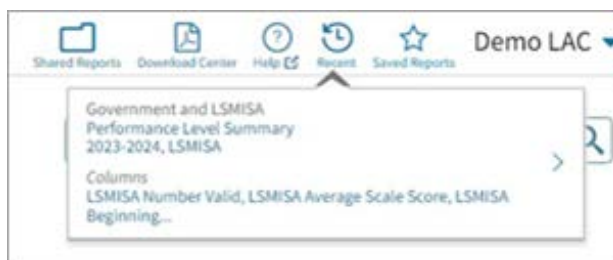 Shared Reports Download Center Help Recent Saved Reports Demo LAC
Government and LSMISA
Performance Level Summary
2023-2024, LSMISA
Columns
LSMISA Number Valid, LSMISA Average Scale Score, LSMISA
Beginning...